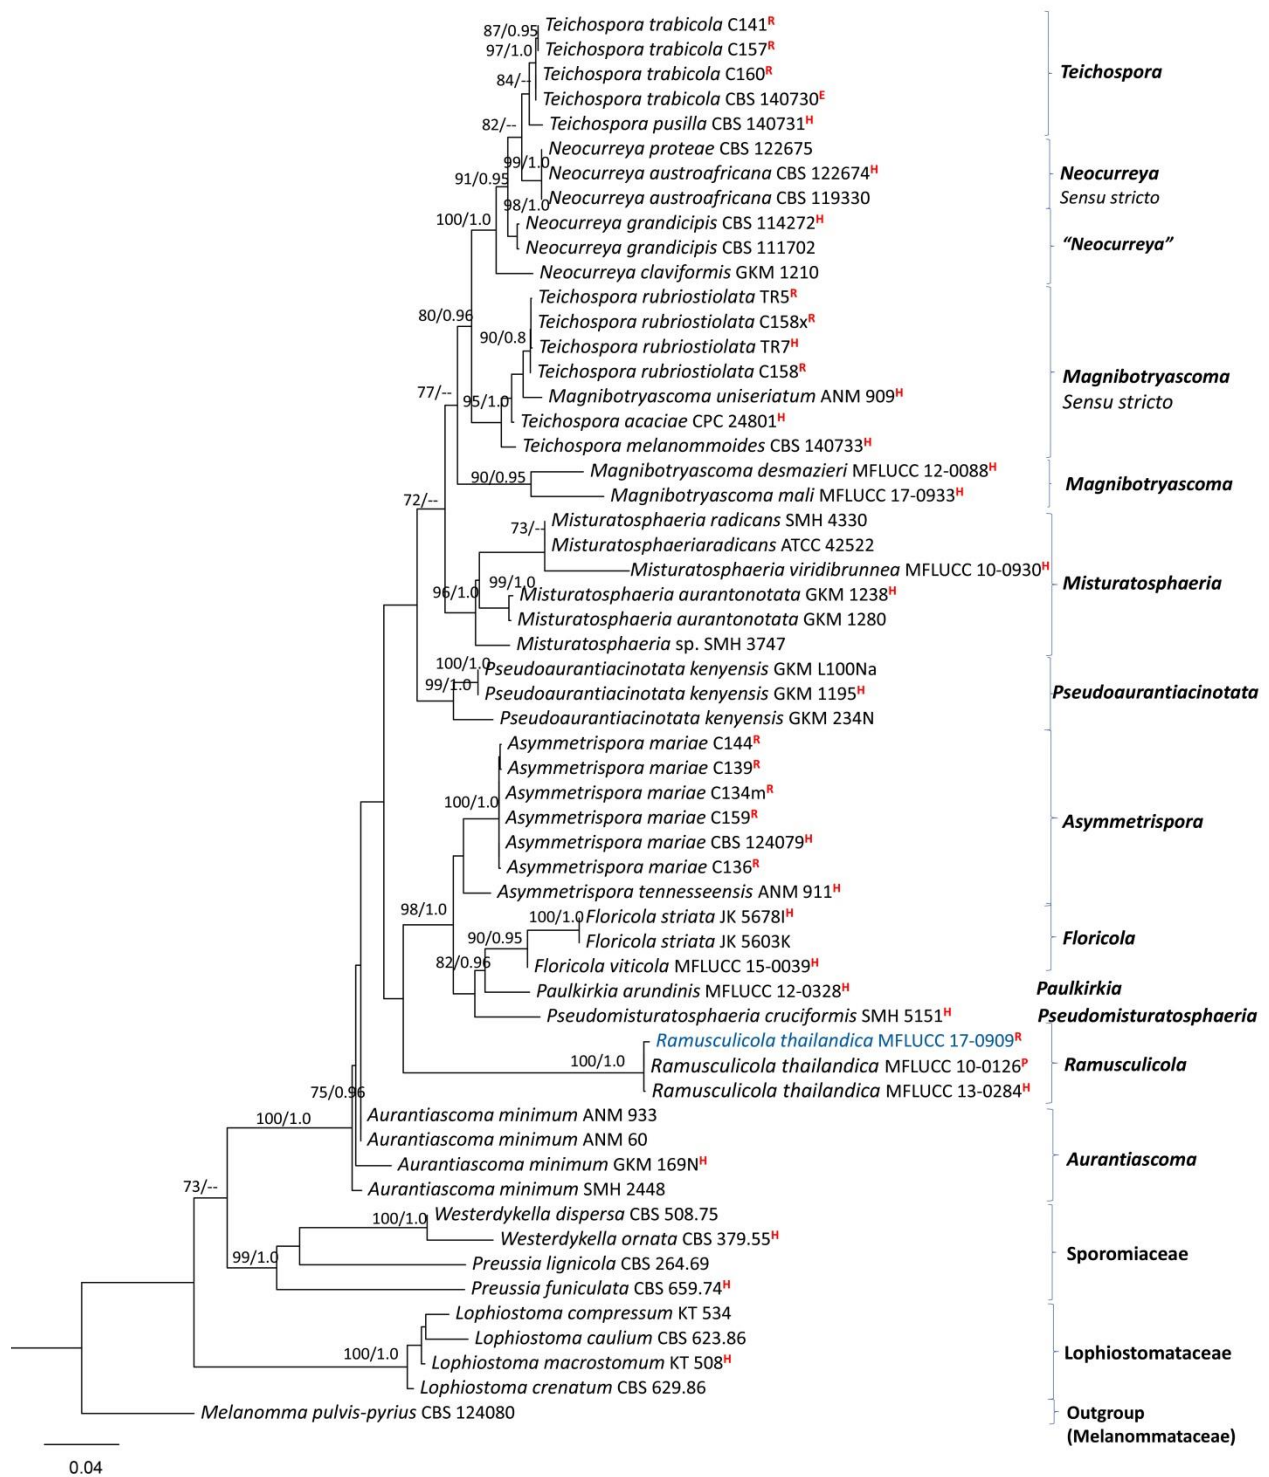 87/0.95
Teichospora trabicola C141R
97/1.0
Teichospora trabicola C157R
Teichospora trabicola C160R
Teichospora
84/--
Teichospora trabicola CBS 140730E
82/--
Teichospora pusilla CBS 140731H
Neocurreya proteae CBS 122675
99/1.0
Neocurreya austroafricana CBS 122674H
Neocurreya
91/0.95
Neocurreya austroafricana CBS 119330
Sensu stricto
98/1.0
100/1.0
Neocurreya grandicipis CBS 114272H
Neocurreya grandicipis CBS 111702
“Neocurreya”
Neocurreya claviformis GKM 1210
Teichospora rubriostiolata TR5R
80/0.96
Teichospora rubriostiolata C158xR
90/0.8
Teichospora rubriostiolata TR7H
Teichospora rubriostiolata C158R
Magnibotryascoma
Sensu stricto
77/--
Magnibotryascoma uniseriatum ANM 909H
95/1.0
Teichospora acaciae CPC 24801H
Teichospora melanommoides CBS 140733H
Magnibotryascoma desmazieri MFLUCC 12-0088H
90/0.95
Magnibotryascoma
Magnibotryascoma mali MFLUCC 17-0933H
72/--
Misturatosphaeria radicans SMH 4330
73/--
Misturatosphaeriaradicans ATCC 42522
Misturatosphaeria viridibrunnea MFLUCC 10-0930H
Misturatosphaeria
99/1.0
96/1.0
Misturatosphaeria aurantonotata GKM 1238H
Misturatosphaeria aurantonotata GKM 1280
Misturatosphaeria sp. SMH 3747
100/1.0
Pseudoaurantiacinotata kenyensis GKM L100Na
99/1.0
Pseudoaurantiacinotata kenyensis GKM 1195H
Pseudoaurantiacinotata
Pseudoaurantiacinotata kenyensis GKM 234N
Asymmetrispora mariae C144R
Asymmetrispora mariae C139R
Asymmetrispora mariae C134mR
100/1.0
Asymmetrispora mariae C159R
Asymmetrispora
Asymmetrispora mariae CBS 124079H
Asymmetrispora mariae C136R
Asymmetrispora tennesseensis ANM 911H
98/1.0
100/1.0
Floricola striata JK 5678IH
90/0.95
Floricola striata JK 5603K
Floricola
82/0.96
Floricola viticola MFLUCC 15-0039H
Paulkirkia arundinis MFLUCC 12-0328H
Paulkirkia
Pseudomisturatosphaeria cruciformis SMH 5151H
Pseudomisturatosphaeria
Ramusculicola thailandica MFLUCC 17-0909R
100/1.0
Ramusculicola thailandica MFLUCC 10-0126P
Ramusculicola
Ramusculicola thailandica MFLUCC 13-0284H
75/0.96
Aurantiascoma minimum ANM 933
100/1.0
Aurantiascoma minimum ANM 60
Aurantiascoma
Aurantiascoma minimum GKM 169NH
73/--
Aurantiascoma minimum SMH 2448
100/1.0
Westerdykella dispersa CBS 508.75
Westerdykella ornata CBS 379.55H
99/1.0
Sporomiaceae
Preussia lignicola CBS 264.69
Preussia funiculata CBS 659.74H
Lophiostoma compressum KT 534
Lophiostoma caulium CBS 623.86
100/1.0
Lophiostomataceae
Lophiostoma macrostomum KT 508H
Lophiostoma crenatum CBS 629.86
Melanomma pulvis-pyrius CBS 124080
Outgroup
(Melanommataceae)
0.04